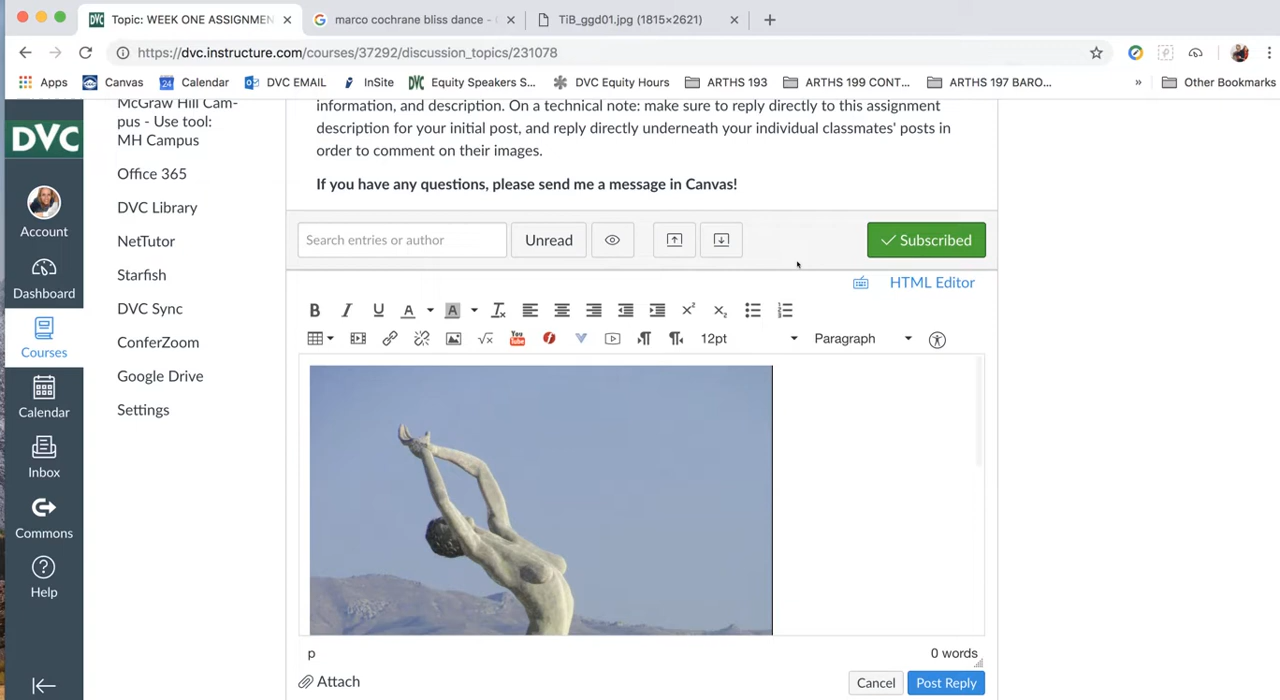 Topic: WEEK ONE ASSIGNMEN
marco cochrane bliss dance -
TiB_ggd01.jpg (1815×2621)
https://dvc.instructure.com/courses/37292/discussion_topics/231078
Apps
Canvas
24
Calendar
DVC EMAIL
InSite
DVC
Equity Speakers S...
DVC Equity Hours
ARTHS 193
ARTHS 199 CONT...
ARTHS 197 BARO...
»
Other Bookmarks
DVC
Account
Dashboard
Courses
Calendar
Inbox
Commons
Help
McGraw Hill Cam-
pus - Use tool:
MH Campus
Office 365
DVC Library
NetTutor
Starfish
DVC Sync
ConferZoom
Google Drive
Settings
information, and description. On a technical note: make sure to reply directly to this assignment
description for your initial post, and reply directly underneath your individual classmates' posts in
order to comment on their images.
If you have any questions, please send me a message in Canvas!
Search entries or author
Unread
Subscribed
HTML Editor
12pt
Paragraph
p
0 words
Attach
Cancel
Post Reply